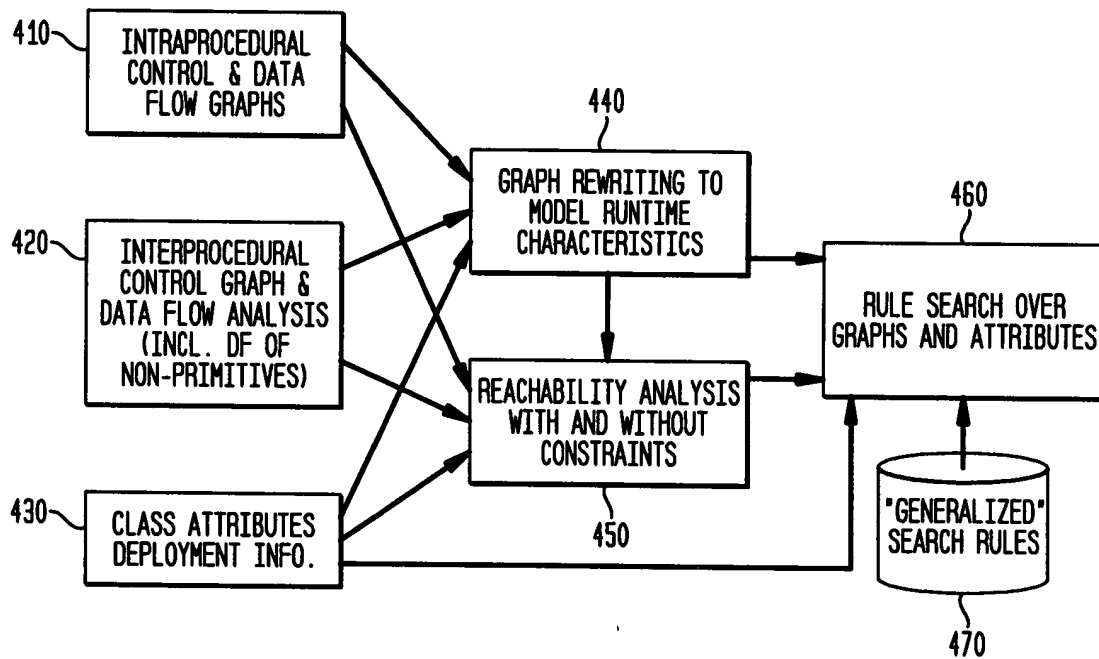 410
INTRAPROCEDURAL
CONTROL & DATA
FLOW GRAPHS
420
INTERPROCEDURAL
CONTROL GRAPH &
DATA FLOW ANALYSIS
(INCL. DF OF
NON-PRIMITIVES)
430
CLASS ATTRIBUTES
DEPLOYMENT INFO.
440
GRAPH REWRITING TO
MODEL RUNTIME
CHARACTERISTICS
REACHABILITY ANALYSIS
WITH AND WITHOUT
CONSTRAINTS
450
460
RULE SEARCH OVER
GRAPHS AND ATTRIBUTES
"GENERALIZED"
SEARCH RULES
470